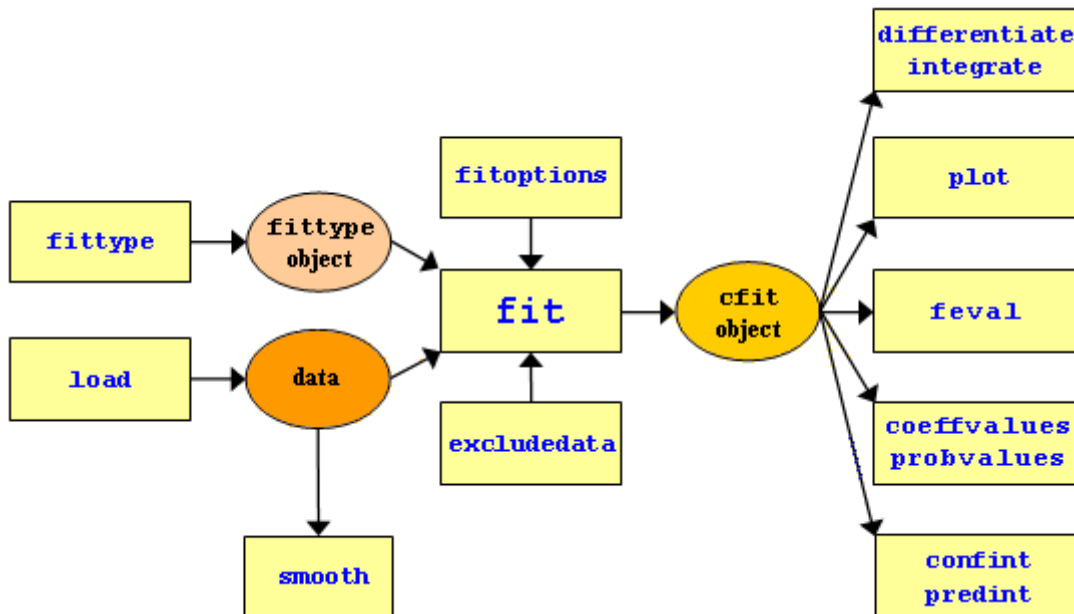 differentiate
integrate
fitoptions
plot
fittype
fittype
object
fit
cfit
object
feval
load
data
excludedata
coeffvalues
probvalues
smooth
confint
predint